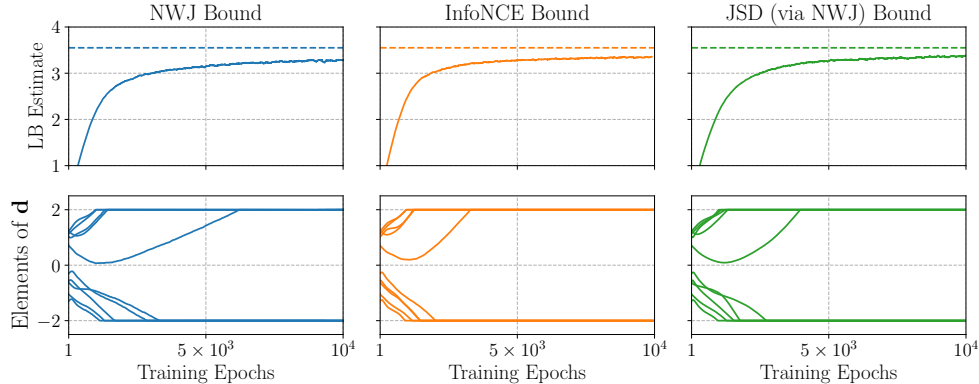 NWJ Bound
InfoNCE Bound
JSD (via NWJ) Bound
LB Estimate
4
3
2
1
Elements of d
2
0
−2
1
5 × 10³
10⁴
1
5 × 10³
10⁴
1
5 × 10³
10⁴
Training Epochs
Training Epochs
Training Epochs